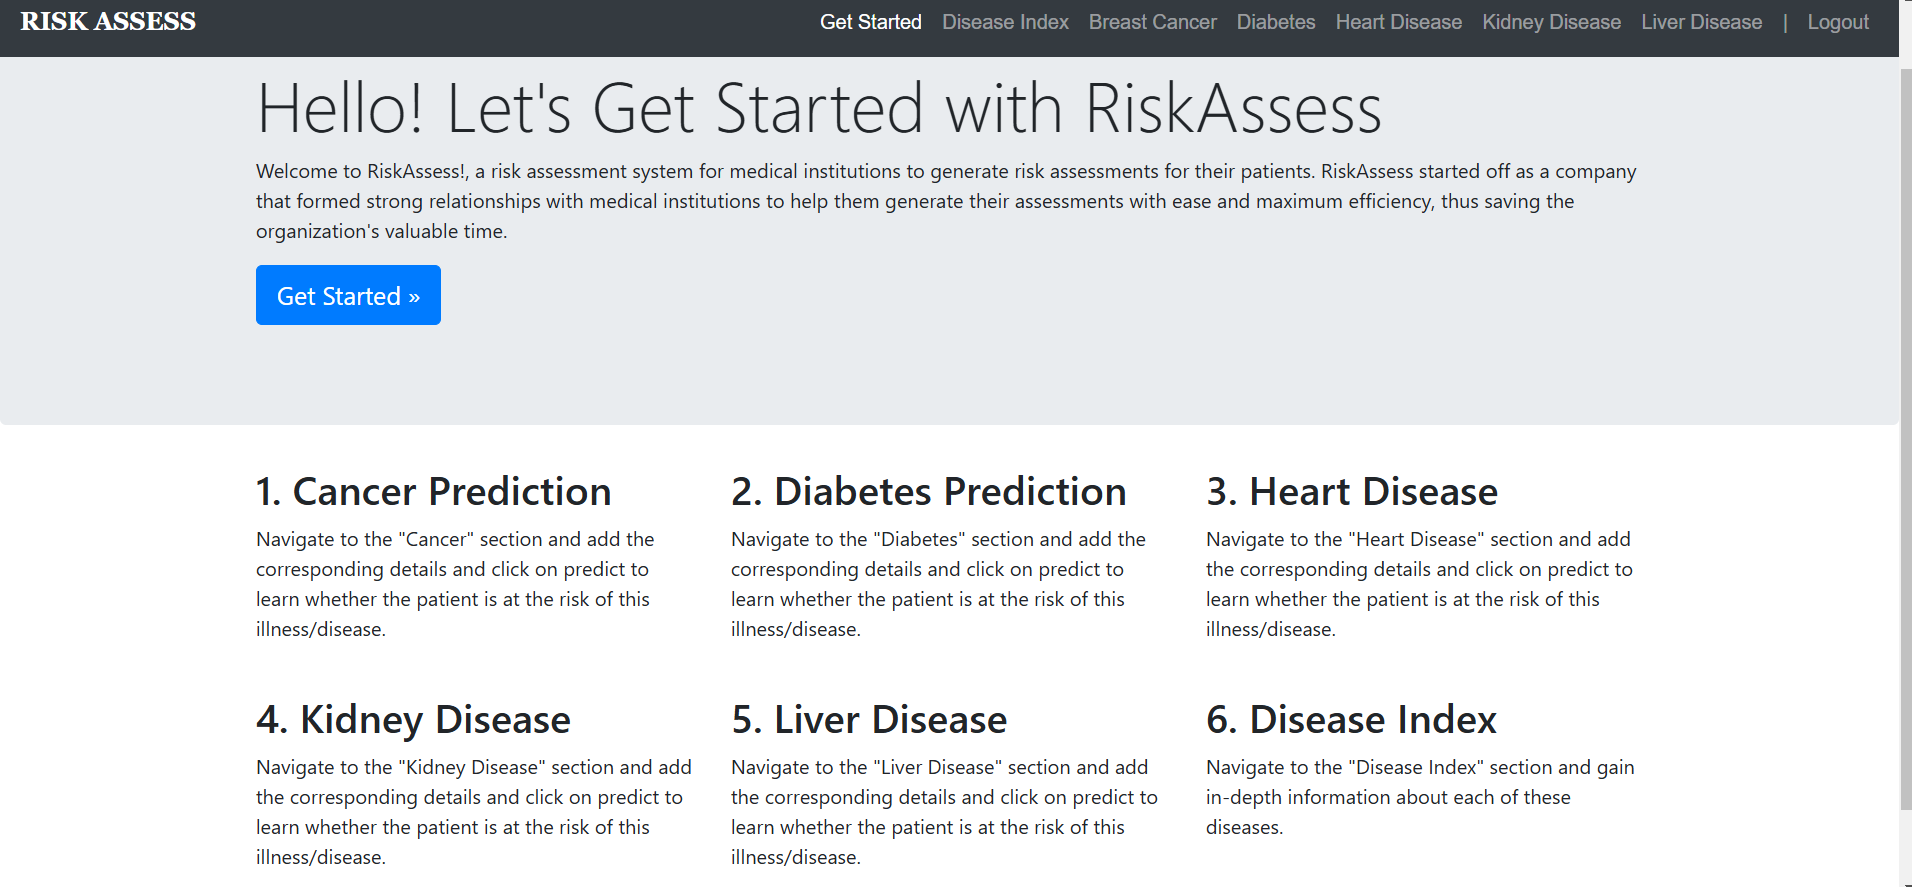 RISK ASSESS
Get Started Disease Index Breast Cancer Diabetes Heart Disease Kidney Disease Liver Disease | Logout
Hello! Let's Get Started with RiskAssess
Welcome to RiskAssess!, a risk assessment system for medical institutions to generate risk assessments for their patients. RiskAssess started off as a company
that formed strong relationships with medical institutions to help them generate their assessments with ease and maximum efficiency, thus saving the
organization's valuable time.
Get Started »
1. Cancer Prediction
Navigate to the "Cancer" section and add the
corresponding details and click on predict to
learn whether the patient is at the risk of this
illness/disease.
2. Diabetes Prediction
Navigate to the "Diabetes" section and add the
corresponding details and click on predict to
learn whether the patient is at the risk of this
illness/disease.
3. Heart Disease
Navigate to the "Heart Disease" section and add
the corresponding details and click on predict to
learn whether the patient is at the risk of this
illness/disease.
4. Kidney Disease
Navigate to the "Kidney Disease" section and add
the corresponding details and click on predict to
learn whether the patient is at the risk of this
illness/disease.
5. Liver Disease
Navigate to the "Liver Disease" section and add
the corresponding details and click on predict to
learn whether the patient is at the risk of this
illness/disease.
6. Disease Index
Navigate to the "Disease Index" section and gain
in-depth information about each of these
diseases.